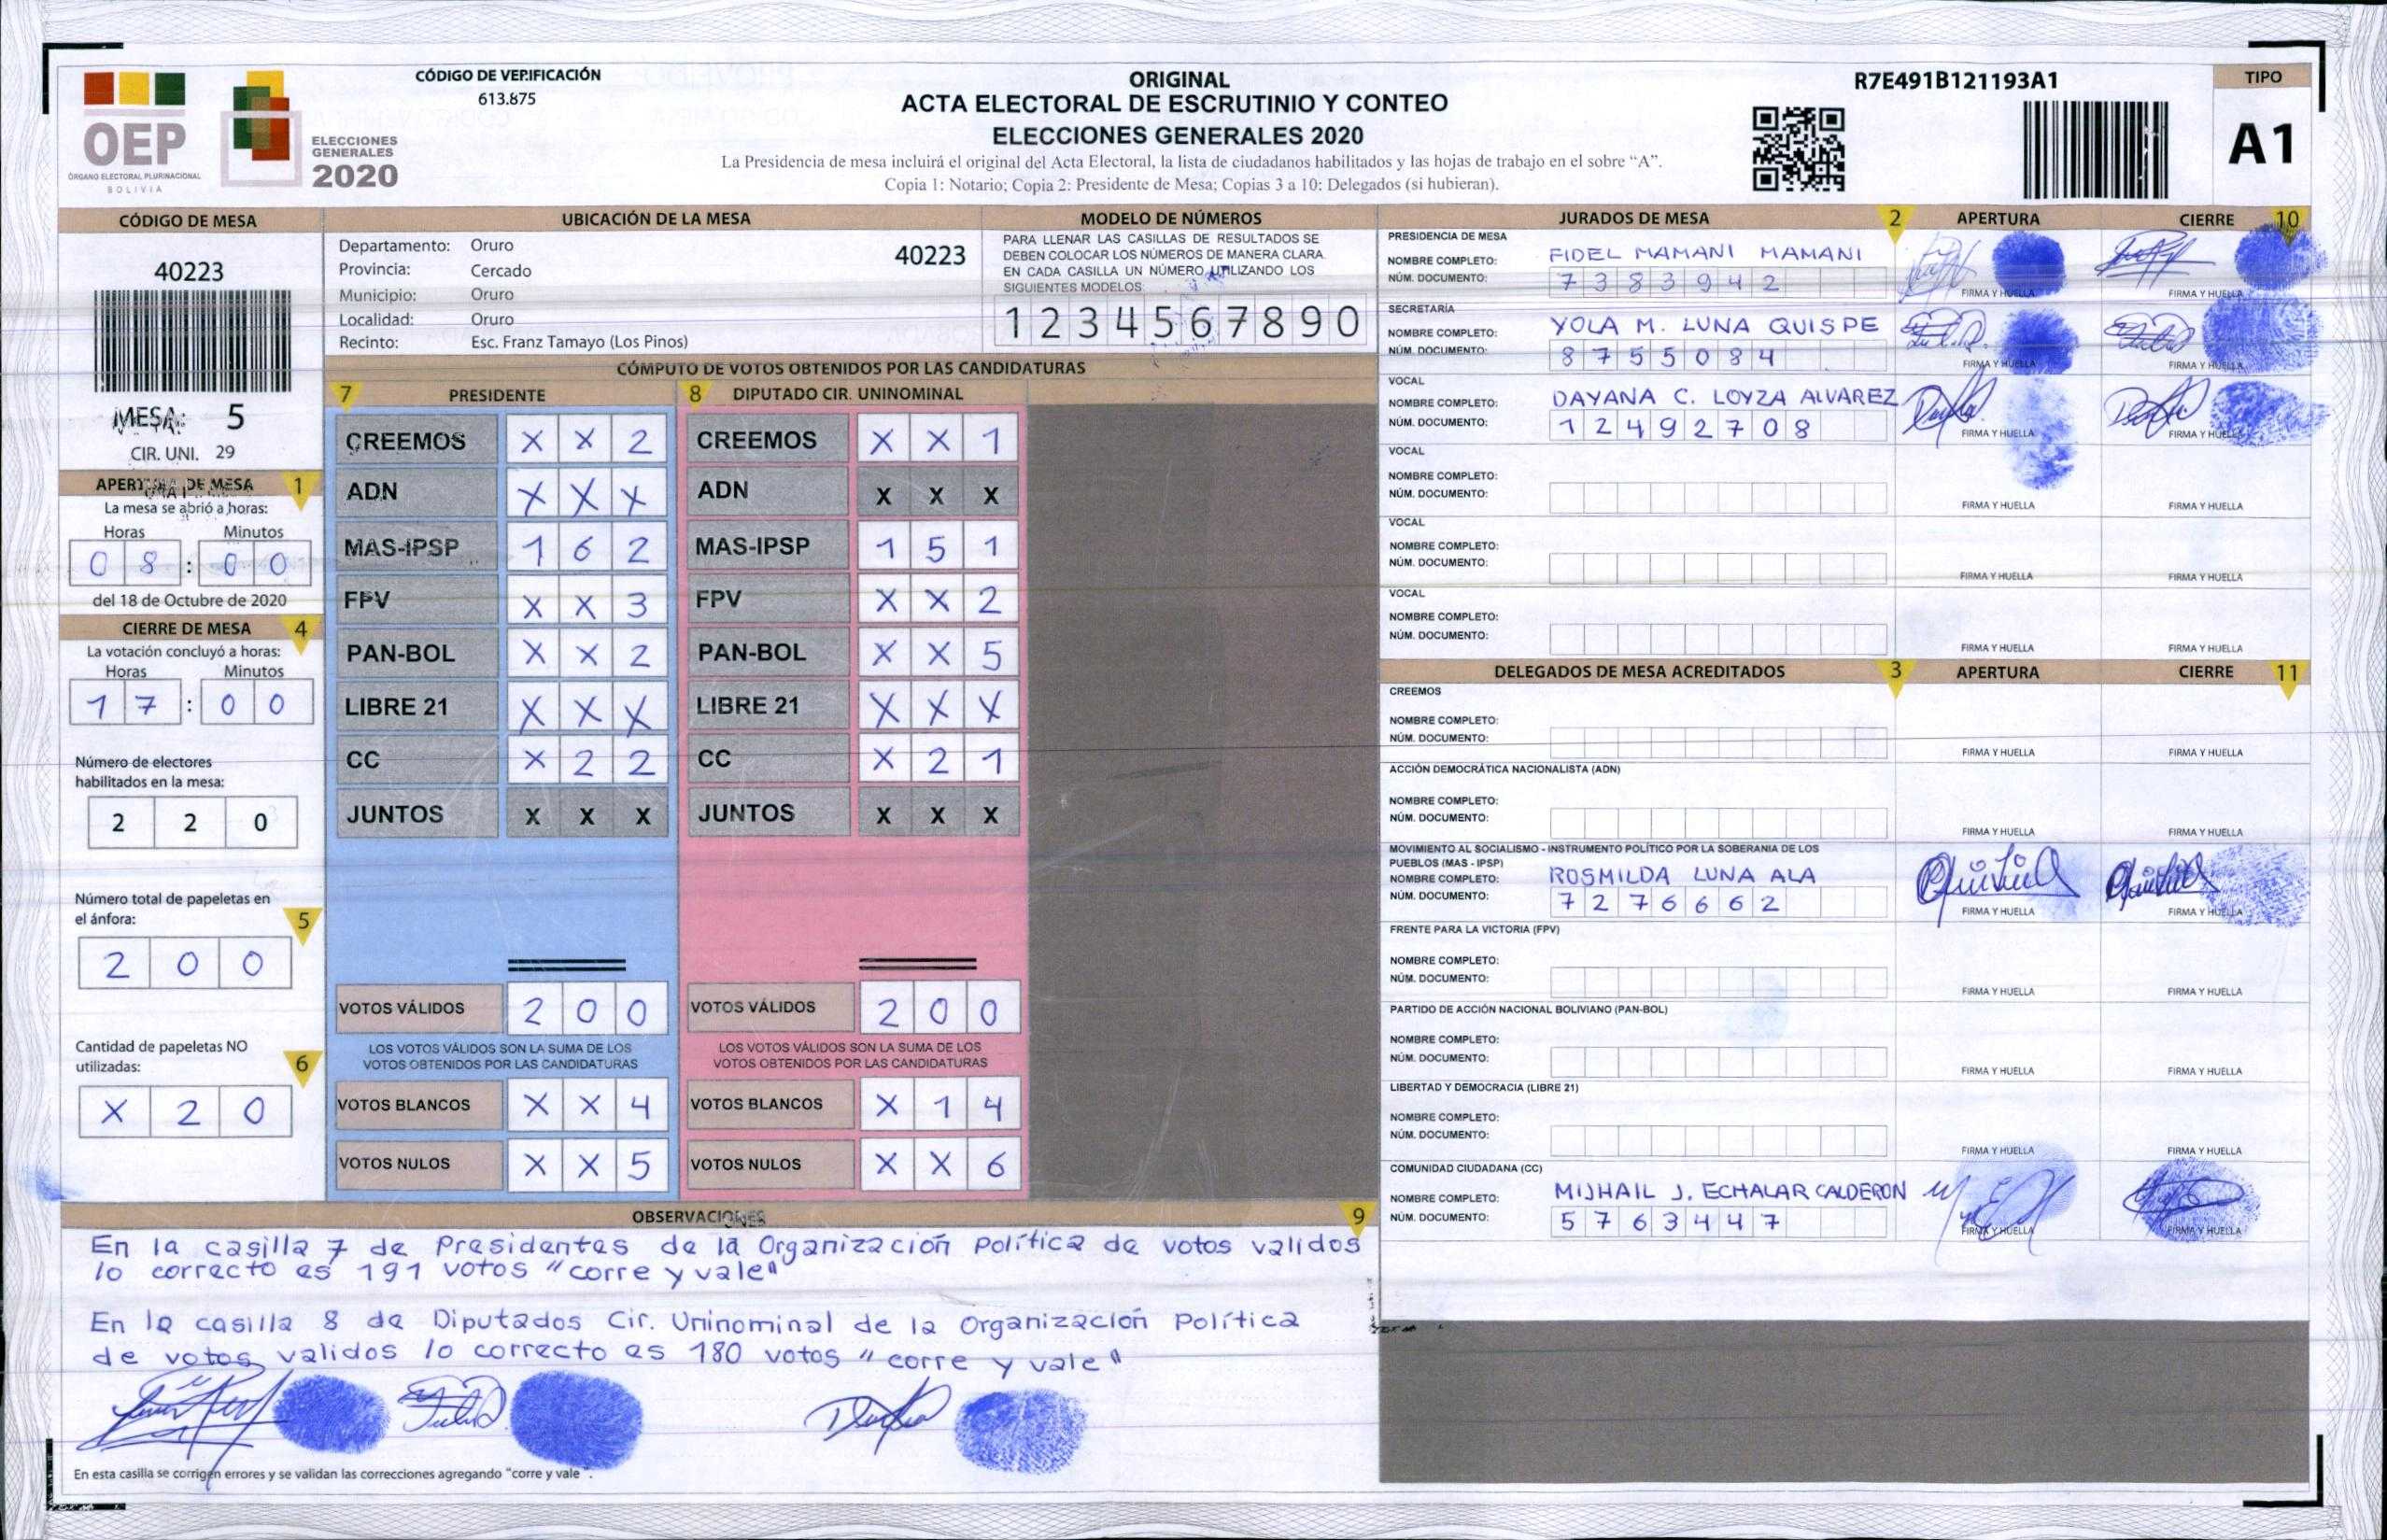 CÓDIGO DE VERIFICACIÓN
613.875
OEP
ÓRGANO ELECTORAL PLURINACIONAL
BOLIVIA
ELECCIONES
GENERALES
2020
ORIGINAL
ACTA ELECTORAL DE ESCRUTINIO Y CONTEO
ELECCIONES GENERALES 2020
La Presidencia de mesa incluirá el original del Acta Electoral, la lista de ciudadanos habilitados y las hojas de trabajo en el sobre “A”.
Copia 1: Notario; Copia 2: Presidente de Mesa; Copias 3 a 10: Delegados (si hubieran).
R7E491B121193A1
TIPO
A1
CÓDIGO DE MESA
40223
MESA: 5
CIR. UNI. 29
APERTURA DE MESA 1
La mesa se abrió a horas:
Horas Minutos
0 8 : 0 0
del 18 de Octubre de 2020
CIERRE DE MESA 4
La votación concluyó a horas:
Horas Minutos
1 7 : 0 0
Número de electores
habilitados en la mesa:
2 2 0
Número total de papeletas en
el ánfora: 5
2 0 0
Cantidad de papeletas NO
utilizadas: 6
X 2 0
UBICACIÓN DE LA MESA
Departamento: Oruro
40223
Provincia: Cercado
Municipio: Oruro
Localidad: Oruro
Recinto: Esc. Franz Tamayo (Los Pinos)
MODELO DE NÚMEROS
PARA LLENAR LAS CASILLAS DE RESULTADOS SE
DEBEN COLOCAR LOS NÚMEROS DE MANERA CLARA.
EN CADA CASILLA UN NÚMERO UTILIZANDO LOS
SIGUIENTES MODELOS:
1 2 3 4 5 6 7 8 9 0
CÓMPUTO DE VOTOS OBTENIDOS POR LAS CANDIDATURAS
7 PRESIDENTE
CREEMOS X X 2
ADN X X X
MAS-IPSP 1 6 2
FPV X X 3
PAN-BOL X X 2
LIBRE 21 X X X
CC X 2 2
JUNTOS X X X
VOTOS VÁLIDOS 2 0 0
LOS VOTOS VÁLIDOS SON LA SUMA DE LOS
VOTOS OBTENIDOS POR LAS CANDIDATURAS
VOTOS BLANCOS X X 4
VOTOS NULOS X X 5
8 DIPUTADO CIR. UNINOMINAL
CREEMOS X X 1
ADN X X X
MAS-IPSP 1 5 1
FPV X X 2
PAN-BOL X X 5
LIBRE 21 X X X
CC X 2 1
JUNTOS X X X
VOTOS VÁLIDOS 2 0 0
LOS VOTOS VÁLIDOS SON LA SUMA DE LOS
VOTOS OBTENIDOS POR LAS CANDIDATURAS
VOTOS BLANCOS X 1 4
VOTOS NULOS X X 6
OBSERVACIONES 9
En la casilla 7 de Presidentes de la Organización Política de votos validos
lo correcto es 191 votos "corre y vale"
En la casilla 8 de Diputados Cir. Uninominal de la Organización Política
de votos validos lo correcto es 180 votos "corre y vale"
En esta casilla se corrigen errores y se validan las correcciones agregando “corre y vale”.
JURADOS DE MESA 2 APERTURA CIERRE 10
PRESIDENCIA DE MESA
NOMBRE COMPLETO: FIDEL MAMANI MAMANI
NÚM. DOCUMENTO: 7 3 8 3 9 4 2
FIRMA Y HUELLA FIRMA Y HUELLA
SECRETARÍA
NOMBRE COMPLETO: YOLA M. LUNA QUISPE
NÚM. DOCUMENTO: 8 7 5 5 0 8 4
FIRMA Y HUELLA FIRMA Y HUELLA
VOCAL
NOMBRE COMPLETO: DAYANA C. LOYZA ALVAREZ
NÚM. DOCUMENTO: 1 2 4 9 2 7 0 8
FIRMA Y HUELLA FIRMA Y HUELLA
VOCAL
NOMBRE COMPLETO:
NÚM. DOCUMENTO:
FIRMA Y HUELLA FIRMA Y HUELLA
VOCAL
NOMBRE COMPLETO:
NÚM. DOCUMENTO:
FIRMA Y HUELLA FIRMA Y HUELLA
VOCAL
NOMBRE COMPLETO:
NÚM. DOCUMENTO:
FIRMA Y HUELLA FIRMA Y HUELLA
DELEGADOS DE MESA ACREDITADOS 3 APERTURA CIERRE 11
CREEMOS
NOMBRE COMPLETO:
NÚM. DOCUMENTO:
FIRMA Y HUELLA FIRMA Y HUELLA
ACCIÓN DEMOCRÁTICA NACIONALISTA (ADN)
NOMBRE COMPLETO:
NÚM. DOCUMENTO:
FIRMA Y HUELLA FIRMA Y HUELLA
MOVIMIENTO AL SOCIALISMO - INSTRUMENTO POLÍTICO POR LA SOBERANIA DE LOS
PUEBLOS (MAS - IPSP)
NOMBRE COMPLETO: ROSMILDA LUNA ALA
NÚM. DOCUMENTO: 7 2 7 6 6 6 2
FIRMA Y HUELLA FIRMA Y HUELLA
FRENTE PARA LA VICTORIA (FPV)
NOMBRE COMPLETO:
NÚM. DOCUMENTO:
FIRMA Y HUELLA FIRMA Y HUELLA
PARTIDO DE ACCIÓN NACIONAL BOLIVIANO (PAN-BOL)
NOMBRE COMPLETO:
NÚM. DOCUMENTO:
FIRMA Y HUELLA FIRMA Y HUELLA
LIBERTAD Y DEMOCRACIA (LIBRE 21)
NOMBRE COMPLETO:
NÚM. DOCUMENTO:
FIRMA Y HUELLA FIRMA Y HUELLA
COMUNIDAD CIUDADANA (CC)
NOMBRE COMPLETO: MIJHAIL J. ECHALAR CALDERON
NÚM. DOCUMENTO: 5 7 6 3 4 4 7
FIRMA Y HUELLA FIRMA Y HUELLA